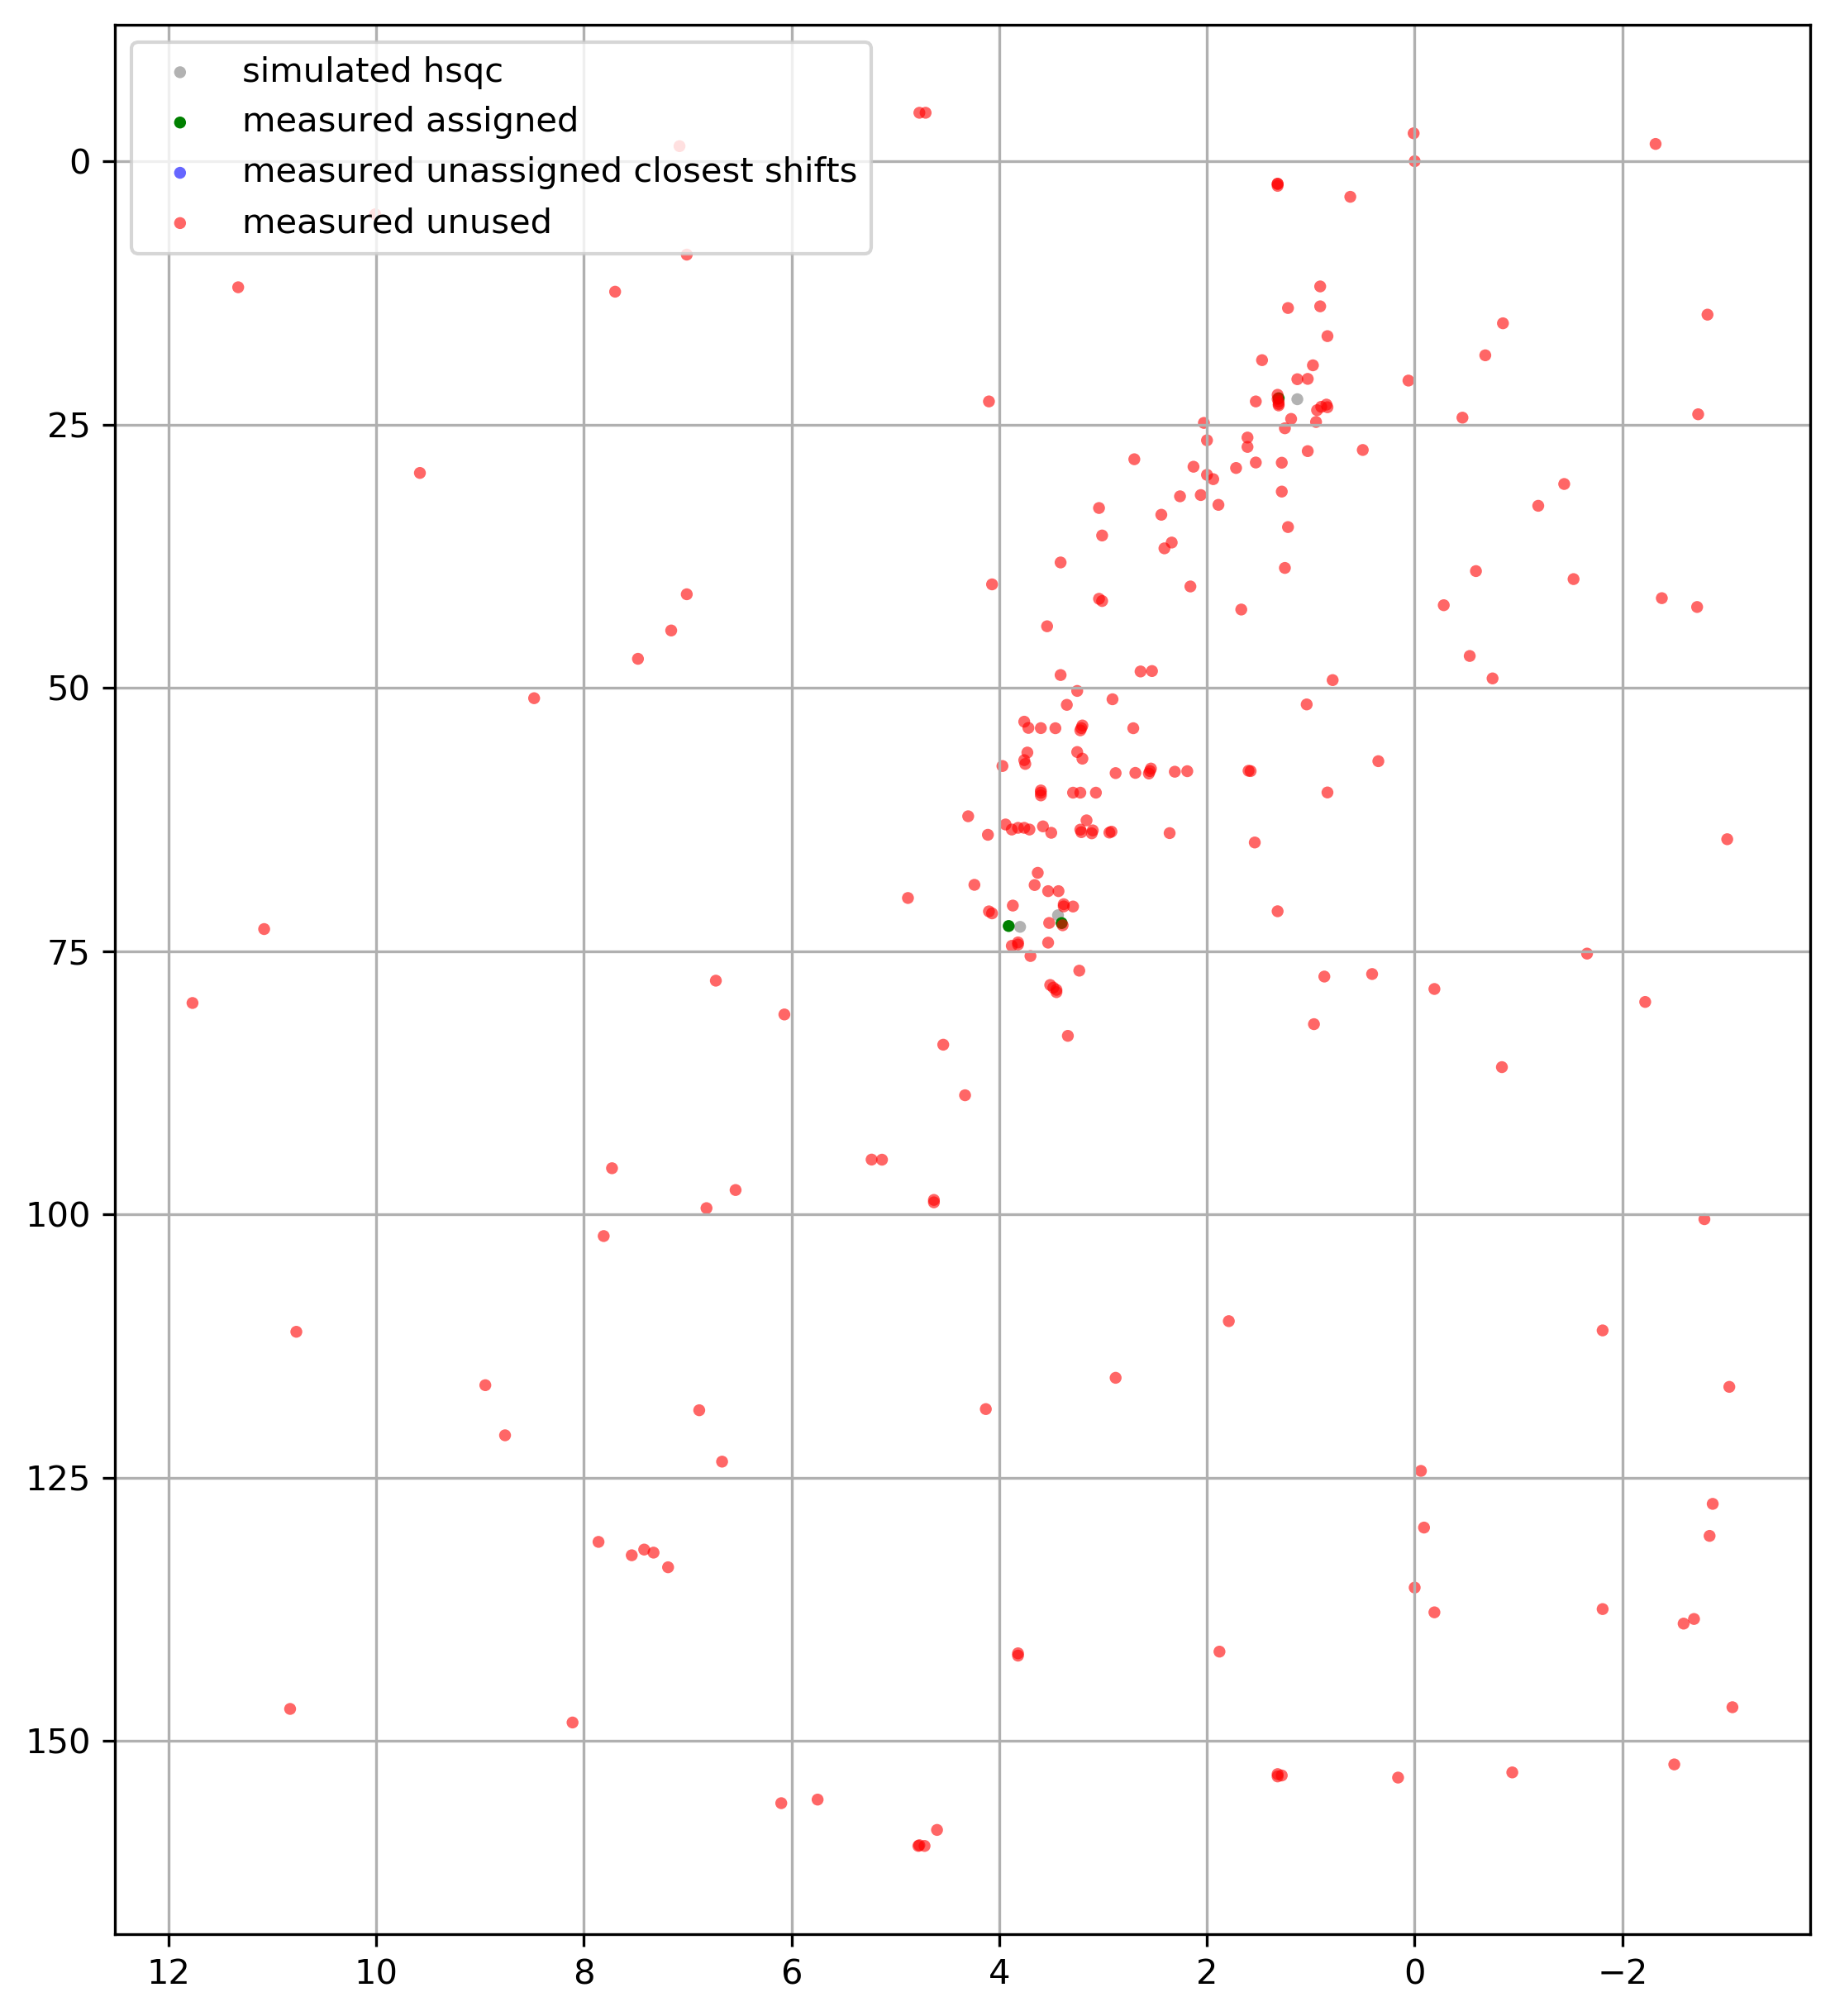 simulated hsqc
measured assigned
measured unassigned closest shifts
measured unused
0
25
50
75
100
125
150
12 10 8 6 4 2 0 −2